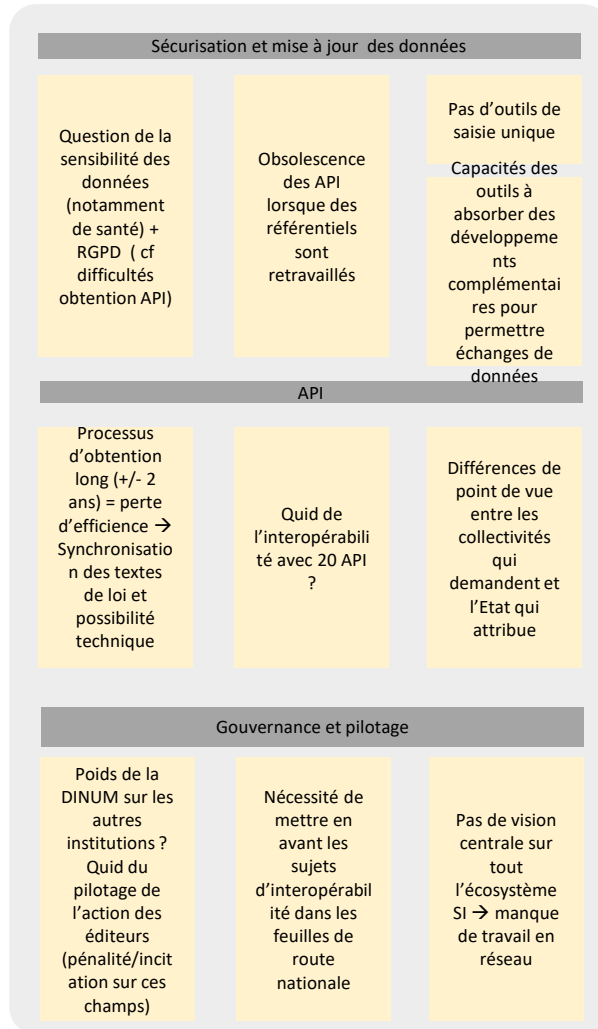 Sécurisation et mise à jour des données
Question de la
sensibilité des
données
(notamment
de santé) +
RGPD ( cf
difficultés
obtention API)
Obsolescence
des API
lorsque des
référentiels
sont
retravaillés
Pas d’outils de
saisie unique
Capacités des
outils à
absorber des
développeme
nts
complémentai
res pour
permettre
échanges de
données
API
Processus
d’obtention
long (+/- 2
ans) = perte
d’efficience →
Synchronisatio
n des textes
de loi et
possibilité
technique
Quid de
l’interopérabili
té avec 20 API
?
Différences de
point de vue
entre les
collectivités
qui
demandent et
l’Etat qui
attribue
Gouvernance et pilotage
Poids de la
DINUM sur les
autres
institutions ?
Quid du
pilotage de
l’action des
éditeurs
(pénalité/incit
ation sur ces
champs)
Nécessité de
mettre en
avant les
sujets
d’interopérabil
ité dans les
feuilles de
route
nationale
Pas de vision
centrale sur
tout
l’écosystème
SI → manque
de travail en
réseau